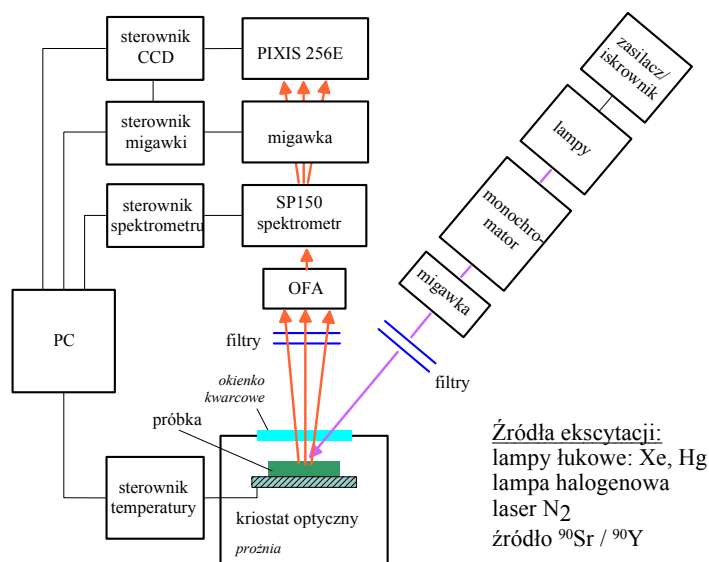 sterownik
CCD
PIXIS 256E
zasilacz/
iskrownik
sterownik
migawki
migawka
lampy
sterownik
spektrometru
SP150
spektrometr
monochro-
mator
migawka
OFA
PC
filtry
filtry
okienko
kwarcowe
próbka
sterownik
temperatury
kriostat optyczny
prożnia
Źródła ekscytacji:
lampy łukowe: Xe, Hg
lampa halogenowa
laser N2
źródło ⁹⁰Sr / ⁹⁰Y